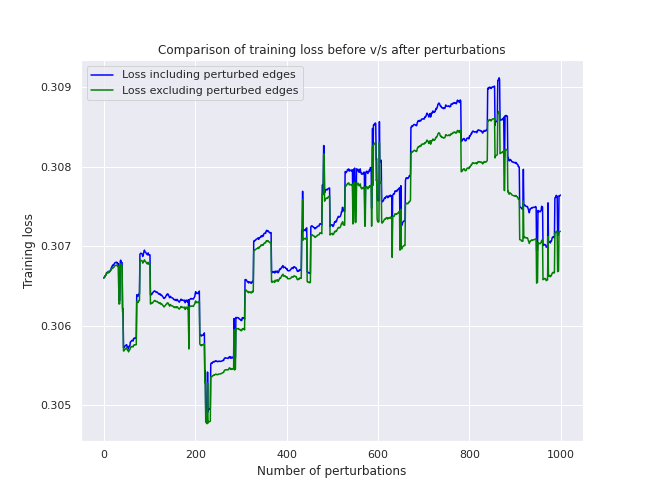 Comparison of training loss before v/s after perturbations
Loss including perturbed edges
Loss excluding perturbed edges
0.309
0.308
0.307
0.306
0.305
Training loss
0 200 400 600 800 1000
Number of perturbations